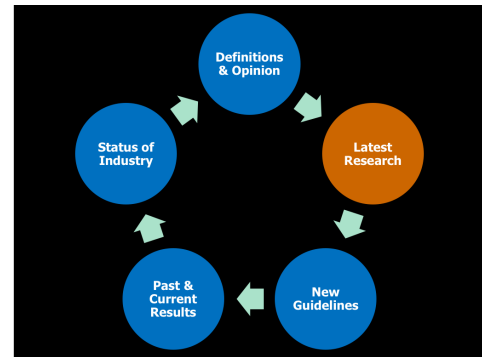 Definitions
& Opinion
Latest
Research
New
Guidelines
Past &
Current
Results
Status of
Industry